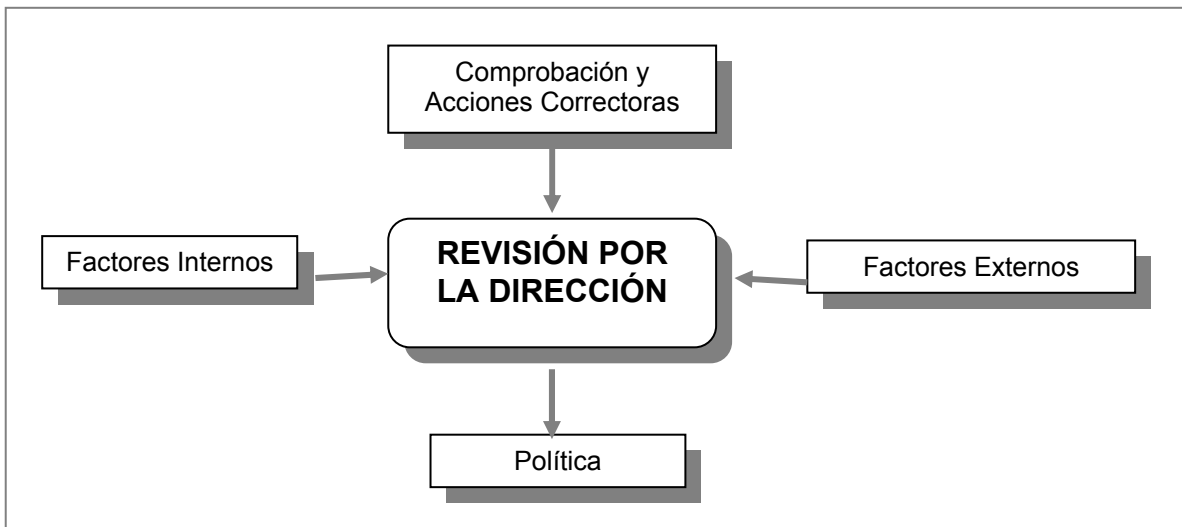 Comprobación y
Acciones Correctoras
Factores Internos
REVISIÓN POR
LA DIRECCIÓN
Factores Externos
Política